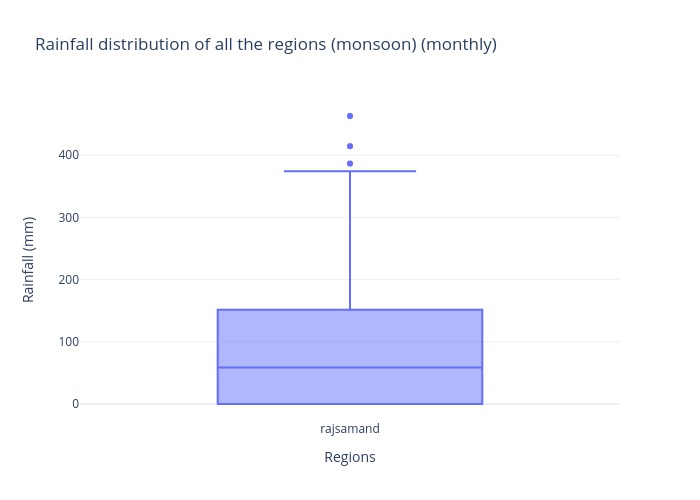 Rainfall distribution of all the regions (monsoon) (monthly)
400
300
200
100
0
Rainfall (mm)
rajsamand
Regions